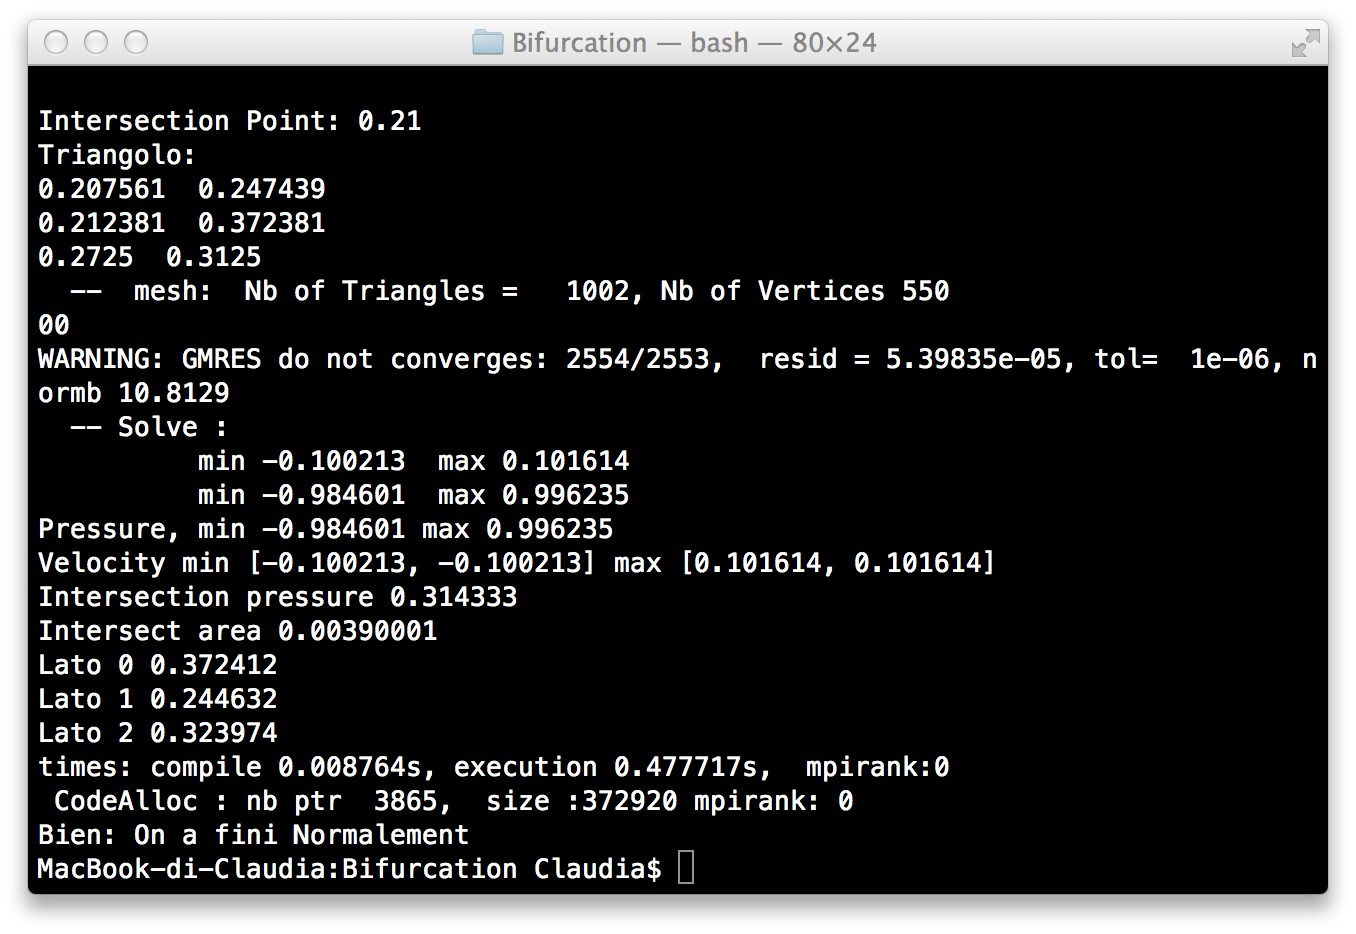 Bifurcation — bash — 80×24
Intersection Point: 0.21
Triangolo:
0.207561  0.247439
0.212381  0.372381
0.2725  0.3125
  --  mesh:  Nb of Triangles =   1002, Nb of Vertices 550
00
WARNING: GMRES do not converges: 2554/2553,  resid = 5.39835e-05, tol=  1e-06, n
ormb 10.8129
  -- Solve :
          min -0.100213  max 0.101614
          min -0.984601  max 0.996235
Pressure, min -0.984601 max 0.996235
Velocity min [-0.100213, -0.100213] max [0.101614, 0.101614]
Intersection pressure 0.314333
Intersect area 0.00390001
Lato 0 0.372412
Lato 1 0.244632
Lato 2 0.323974
times: compile 0.008764s, execution 0.477717s,  mpirank:0
 CodeAlloc : nb ptr  3865,  size :372920 mpirank: 0
Bien: On a fini Normalement
MacBook-di-Claudia:Bifurcation Claudia$